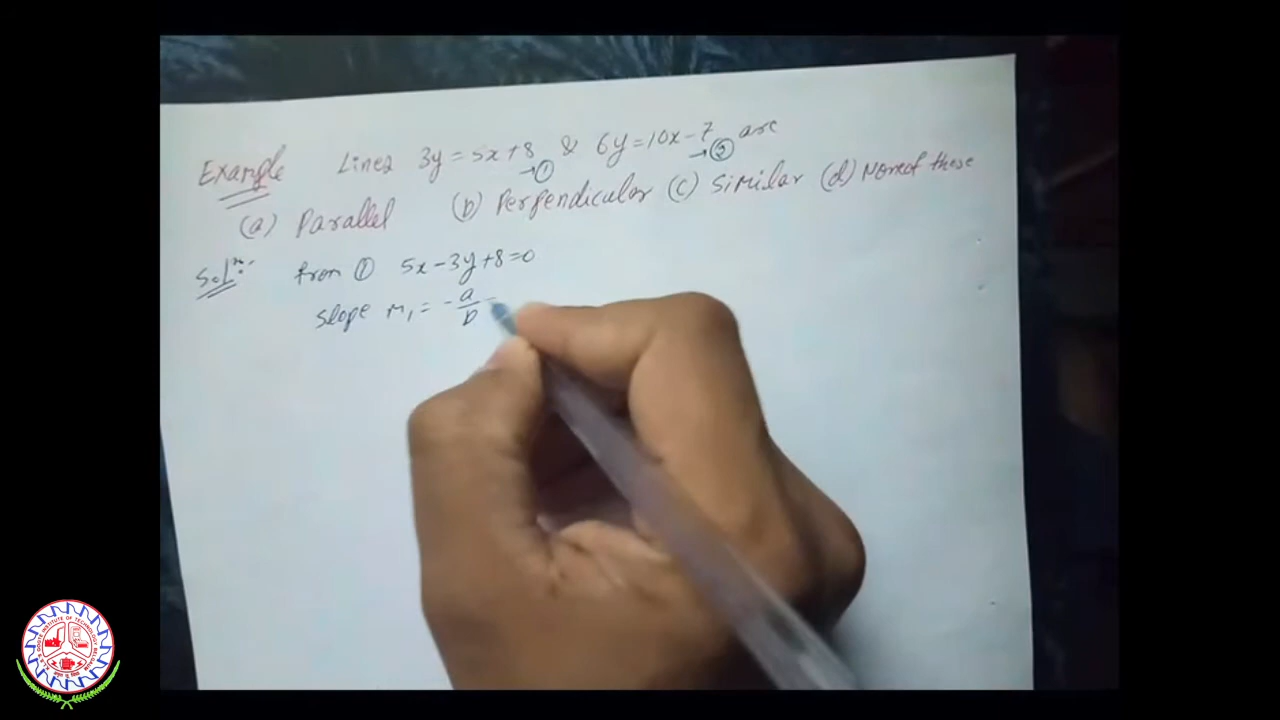 Example Lines 3y = 5x+8 & 6y=10x-7 are
→① →②
(a) Parallel (b) Perpendicular (c) Similar (d) None of these
Solⁿ:- from ① 5x-3y+8=0
slope m₁ = -a/b =